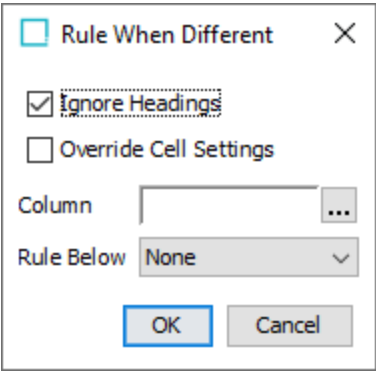 Rule When Different
Ignore Headings
Override Cell Settings
Column ...
Rule Below None
OK Cancel